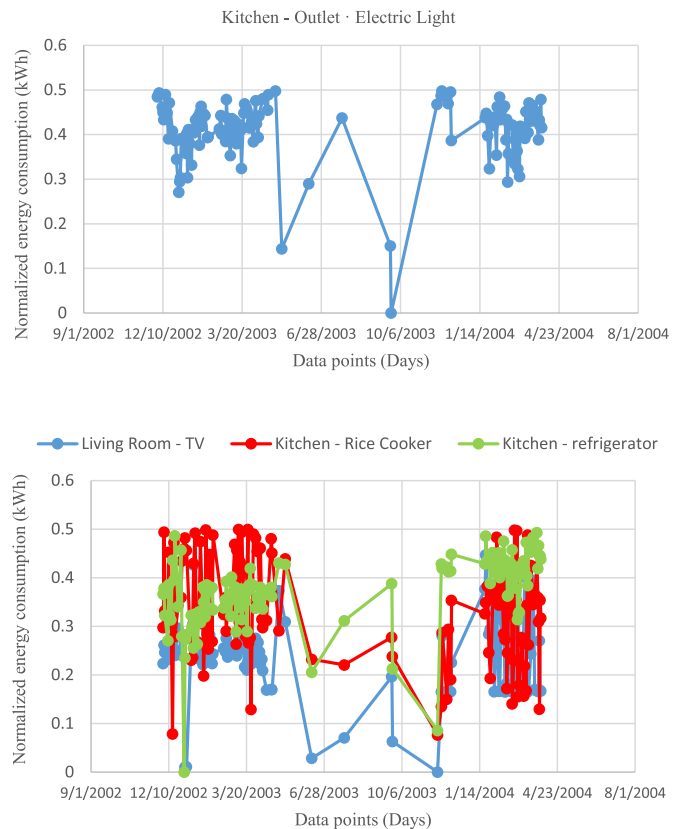 Kitchen - Outlet · Electric Light
Normalized energy consumption (kWh)
0.6
0.5
0.4
0.3
0.2
0.1
0
9/1/2002 12/10/2002 3/20/2003 6/28/2003 10/6/2003 1/14/2004 4/23/2004 8/1/2004
Data points (Days)
Living Room - TV Kitchen - Rice Cooker Kitchen - refrigerator
Normalized energy consumption (kWh)
0.6
0.5
0.4
0.3
0.2
0.1
0
9/1/2002 12/10/2002 3/20/2003 6/28/2003 10/6/2003 1/14/2004 4/23/2004 8/1/2004
Data points (Days)